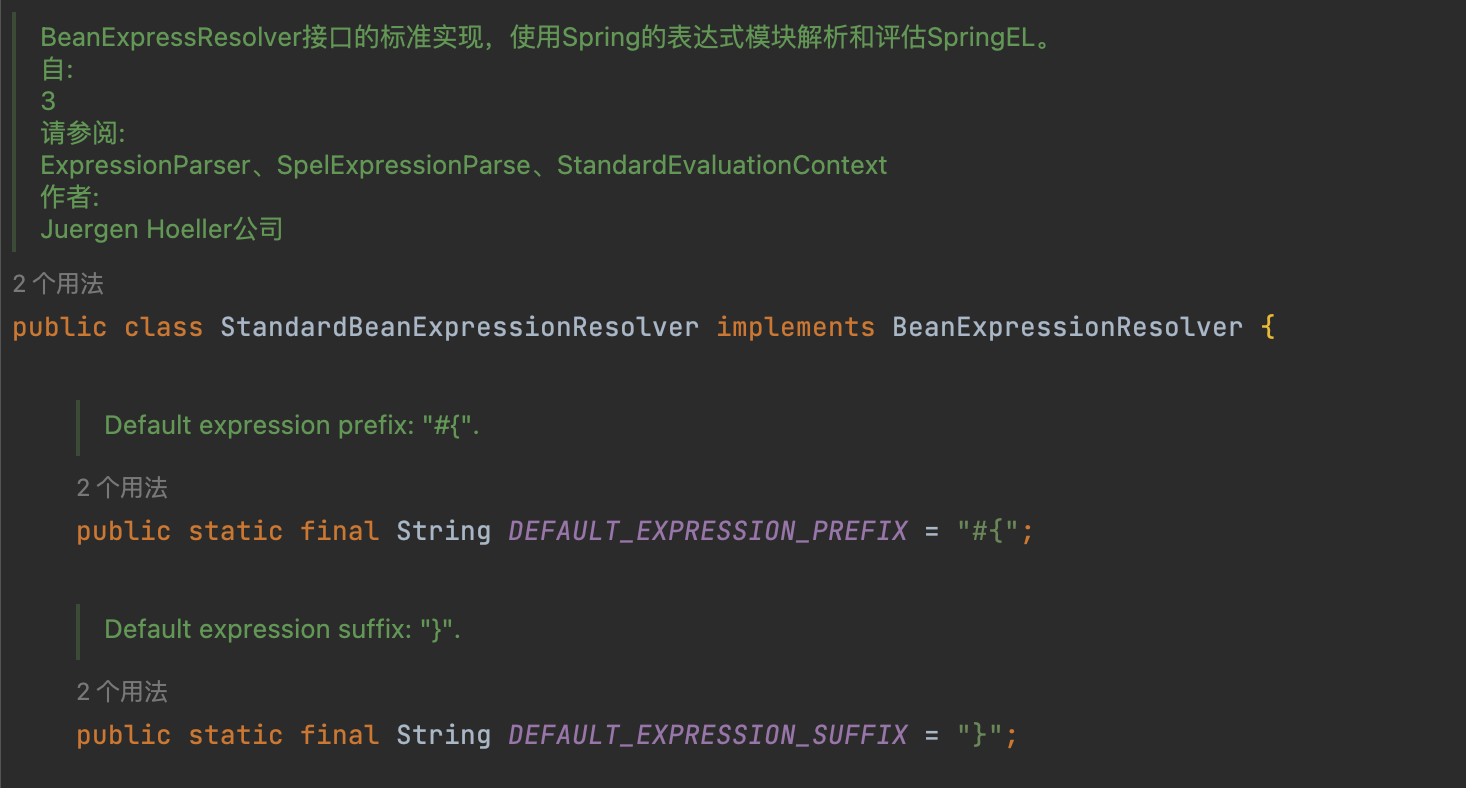 BeanExpressResolver接口的标准实现，使用Spring的表达式模块解析和评估SpringEL。
自:
3
请参阅:
ExpressionParser、SpelExpressionParse、StandardEvaluationContext
作者:
Juergen Hoeller公司
2 个用法
public class StandardBeanExpressionResolver implements BeanExpressionResolver {
Default expression prefix: "#{".
2 个用法
public static final String DEFAULT_EXPRESSION_PREFIX = "#{";
Default expression suffix: "}".
2 个用法
public static final String DEFAULT_EXPRESSION_SUFFIX = "}";